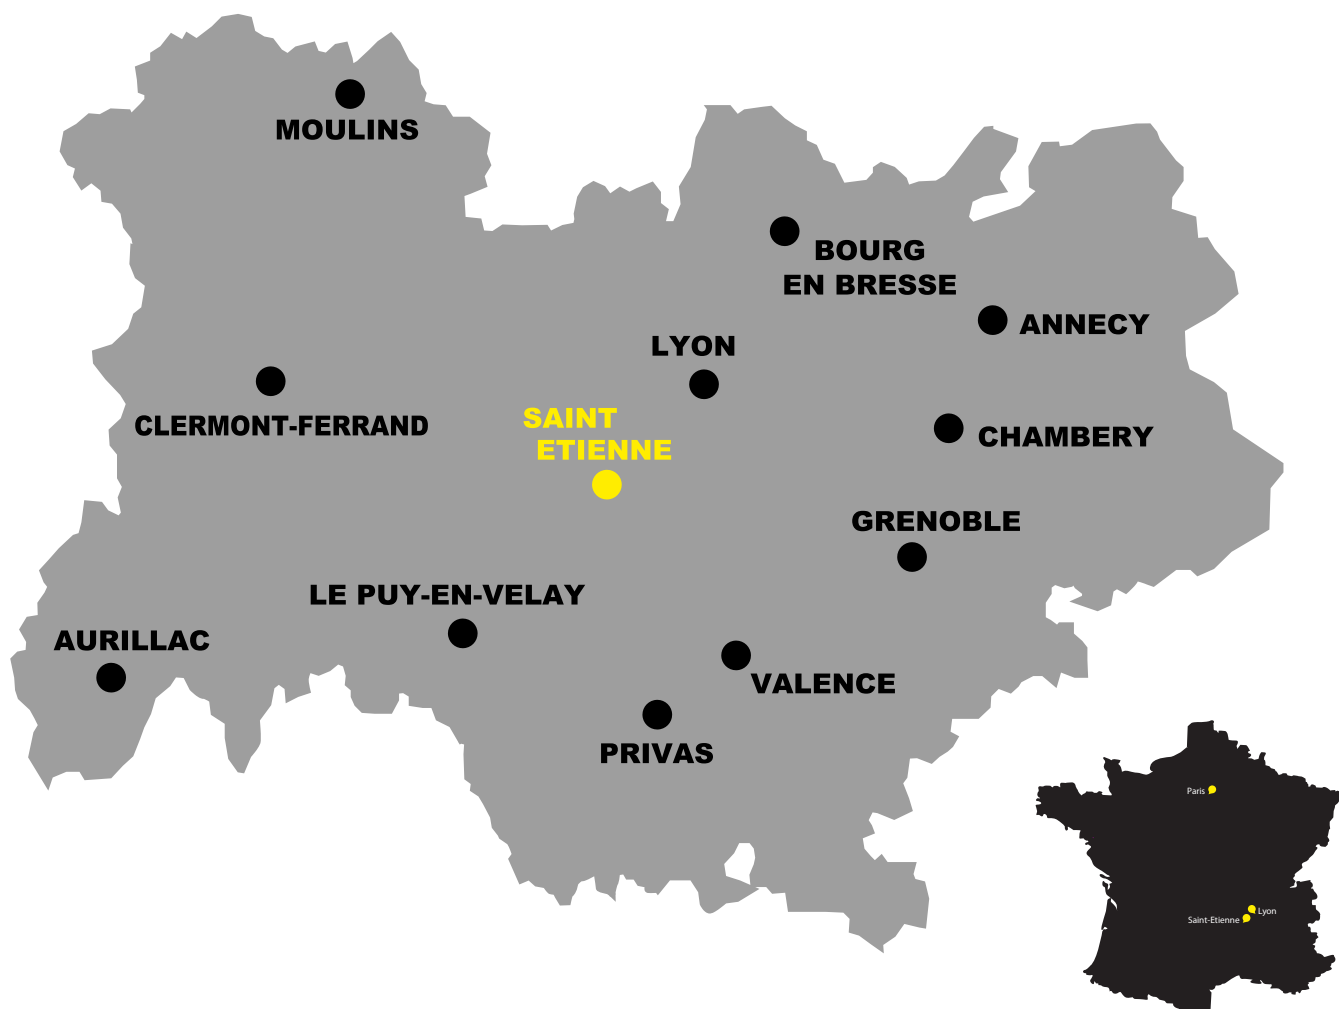 MOULINS
BOURG
EN BRESSE
ANNECY
LYON
CLERMONT-FERRAND
SAINT
ETIENNE
CHAMBERY
GRENOBLE
LE PUY-EN-VELAY
AURILLAC
VALENCE
PRIVAS
Paris
Lyon
Saint-Etienne